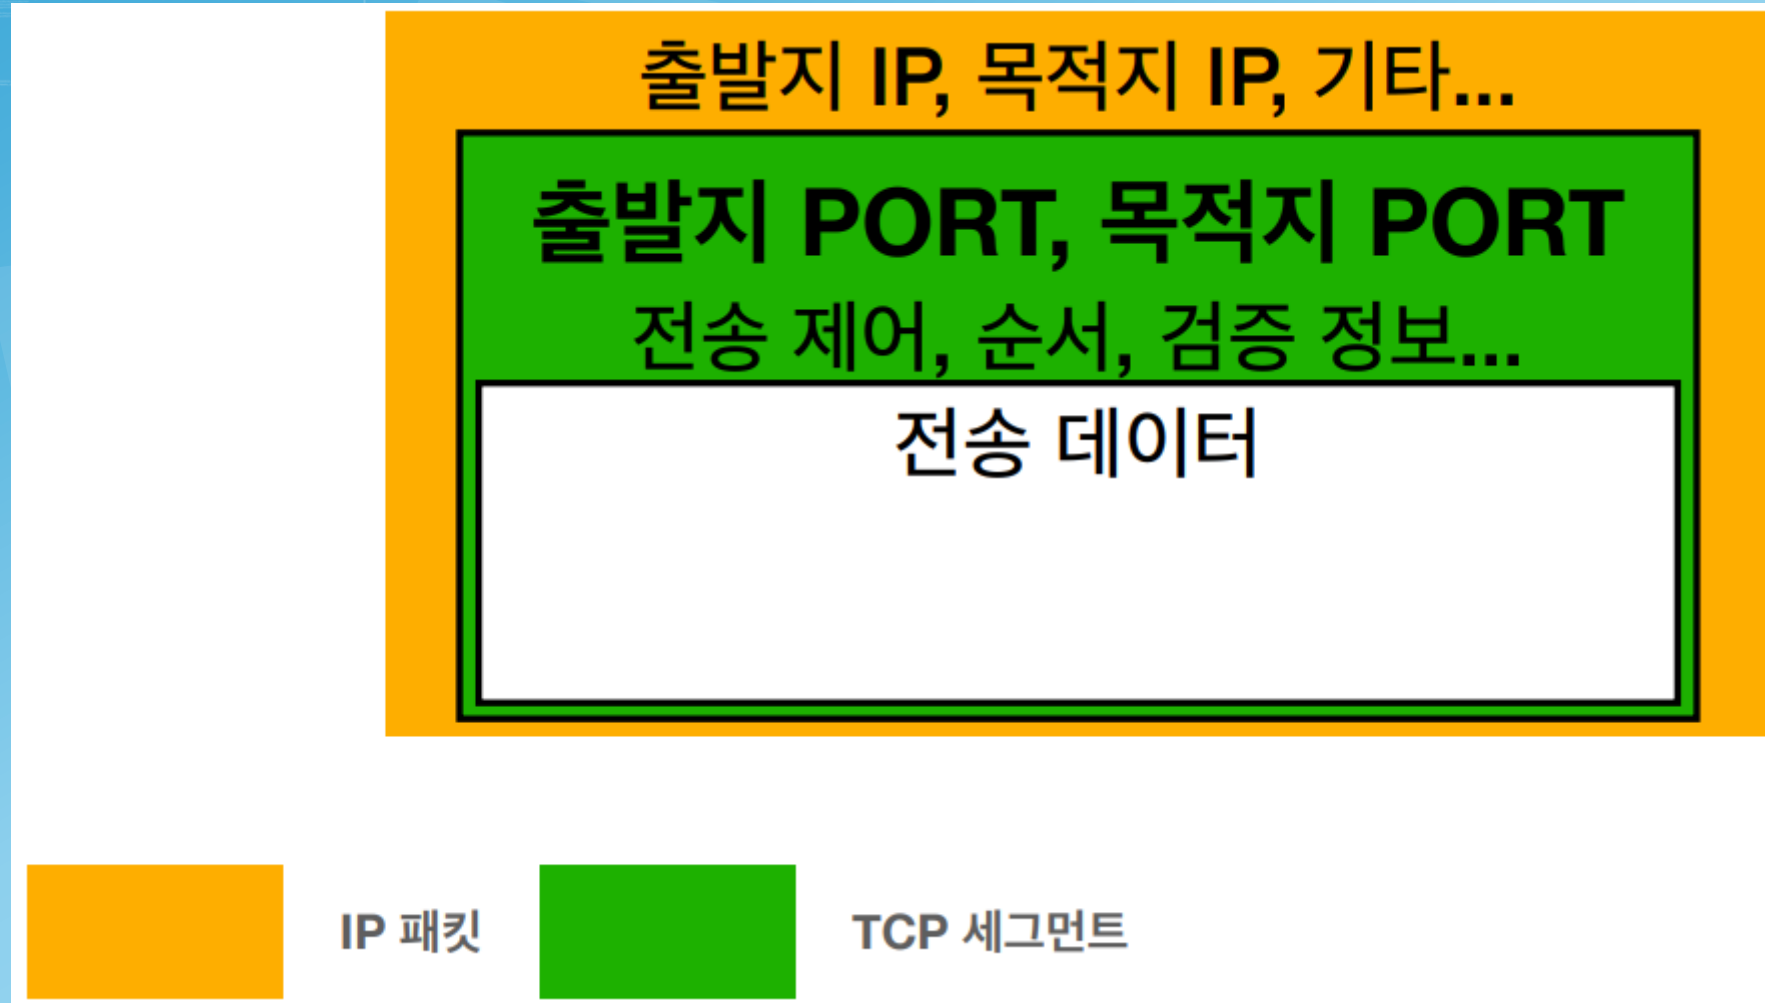 출발지 IP, 목적지 IP, 기타...
출발지 PORT, 목적지 PORT
전송 제어, 순서, 검증 정보...
전송 데이터
IP 패킷
TCP 세그먼트